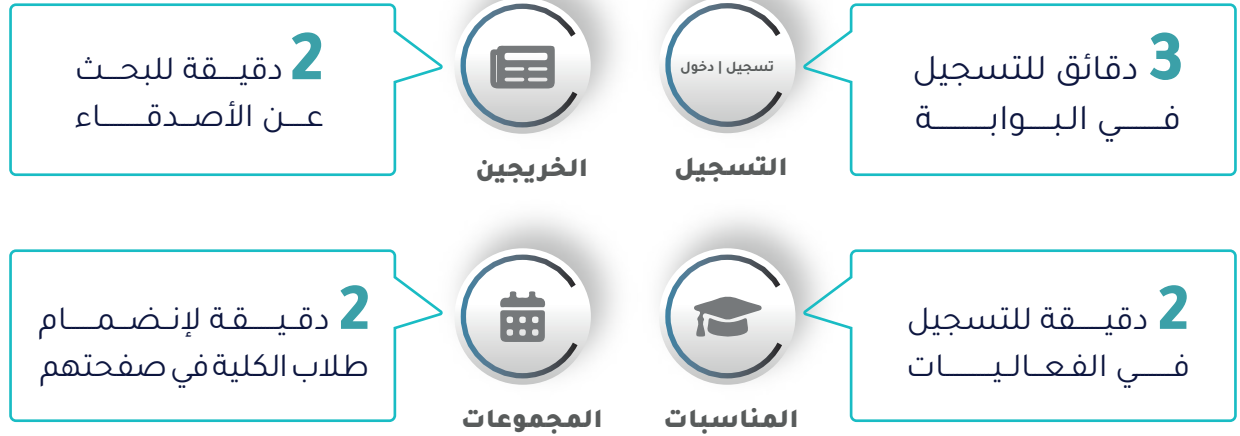 3 دقائق للتسجيل
في البوابة
تسجيل | دخول
التسجيل
2 دقيقة للبحث
عن الأصدقاء
الخريجين
2 دقيقة للتسجيل
في الفعاليات
المناسبات
2 دقيقة لإنضمام
طلاب الكلية في صفحتهم
المجموعات